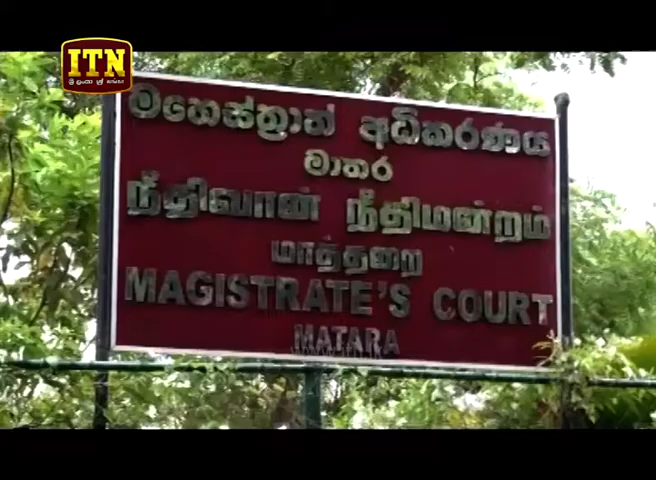 ITN
මහෙස්ත්‍රාත් අධිකරණය
මාතර
நீதிவான் நீதிமன்றம்
மாத்தறை
MAGISTRATE'S COURT
MATARA